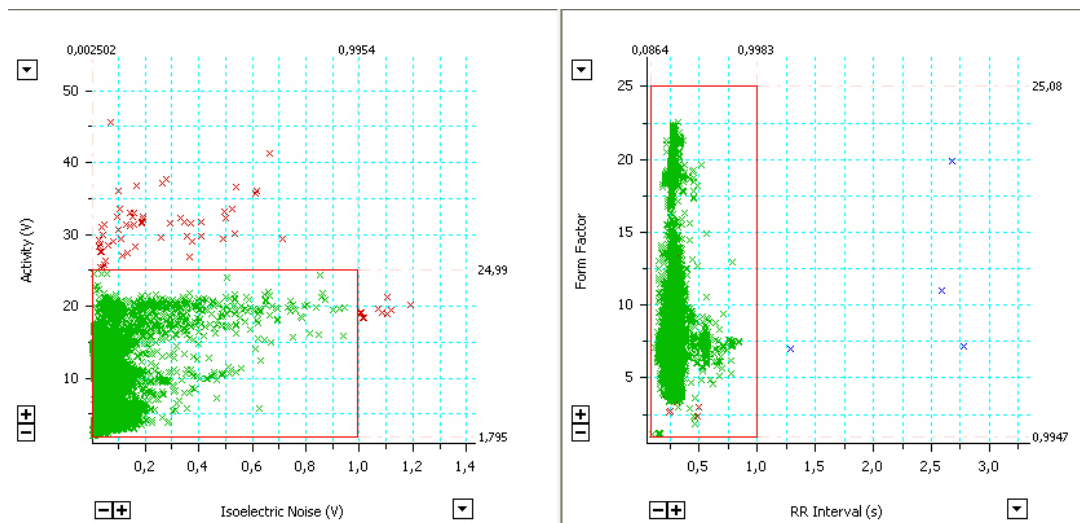 0,002502 0,9954
50
40
30
24,99
20
10
1,795
Activity (V)
0,2 0,4 0,6 0,8 1,0 1,2 1,4
Isoelectric Noise (V)
0,0864 0,9983
25
25,08
20
15
10
5
0,9947
Form Factor
0,5 1,0 1,5 2,0 2,5 3,0
RR Interval (s)